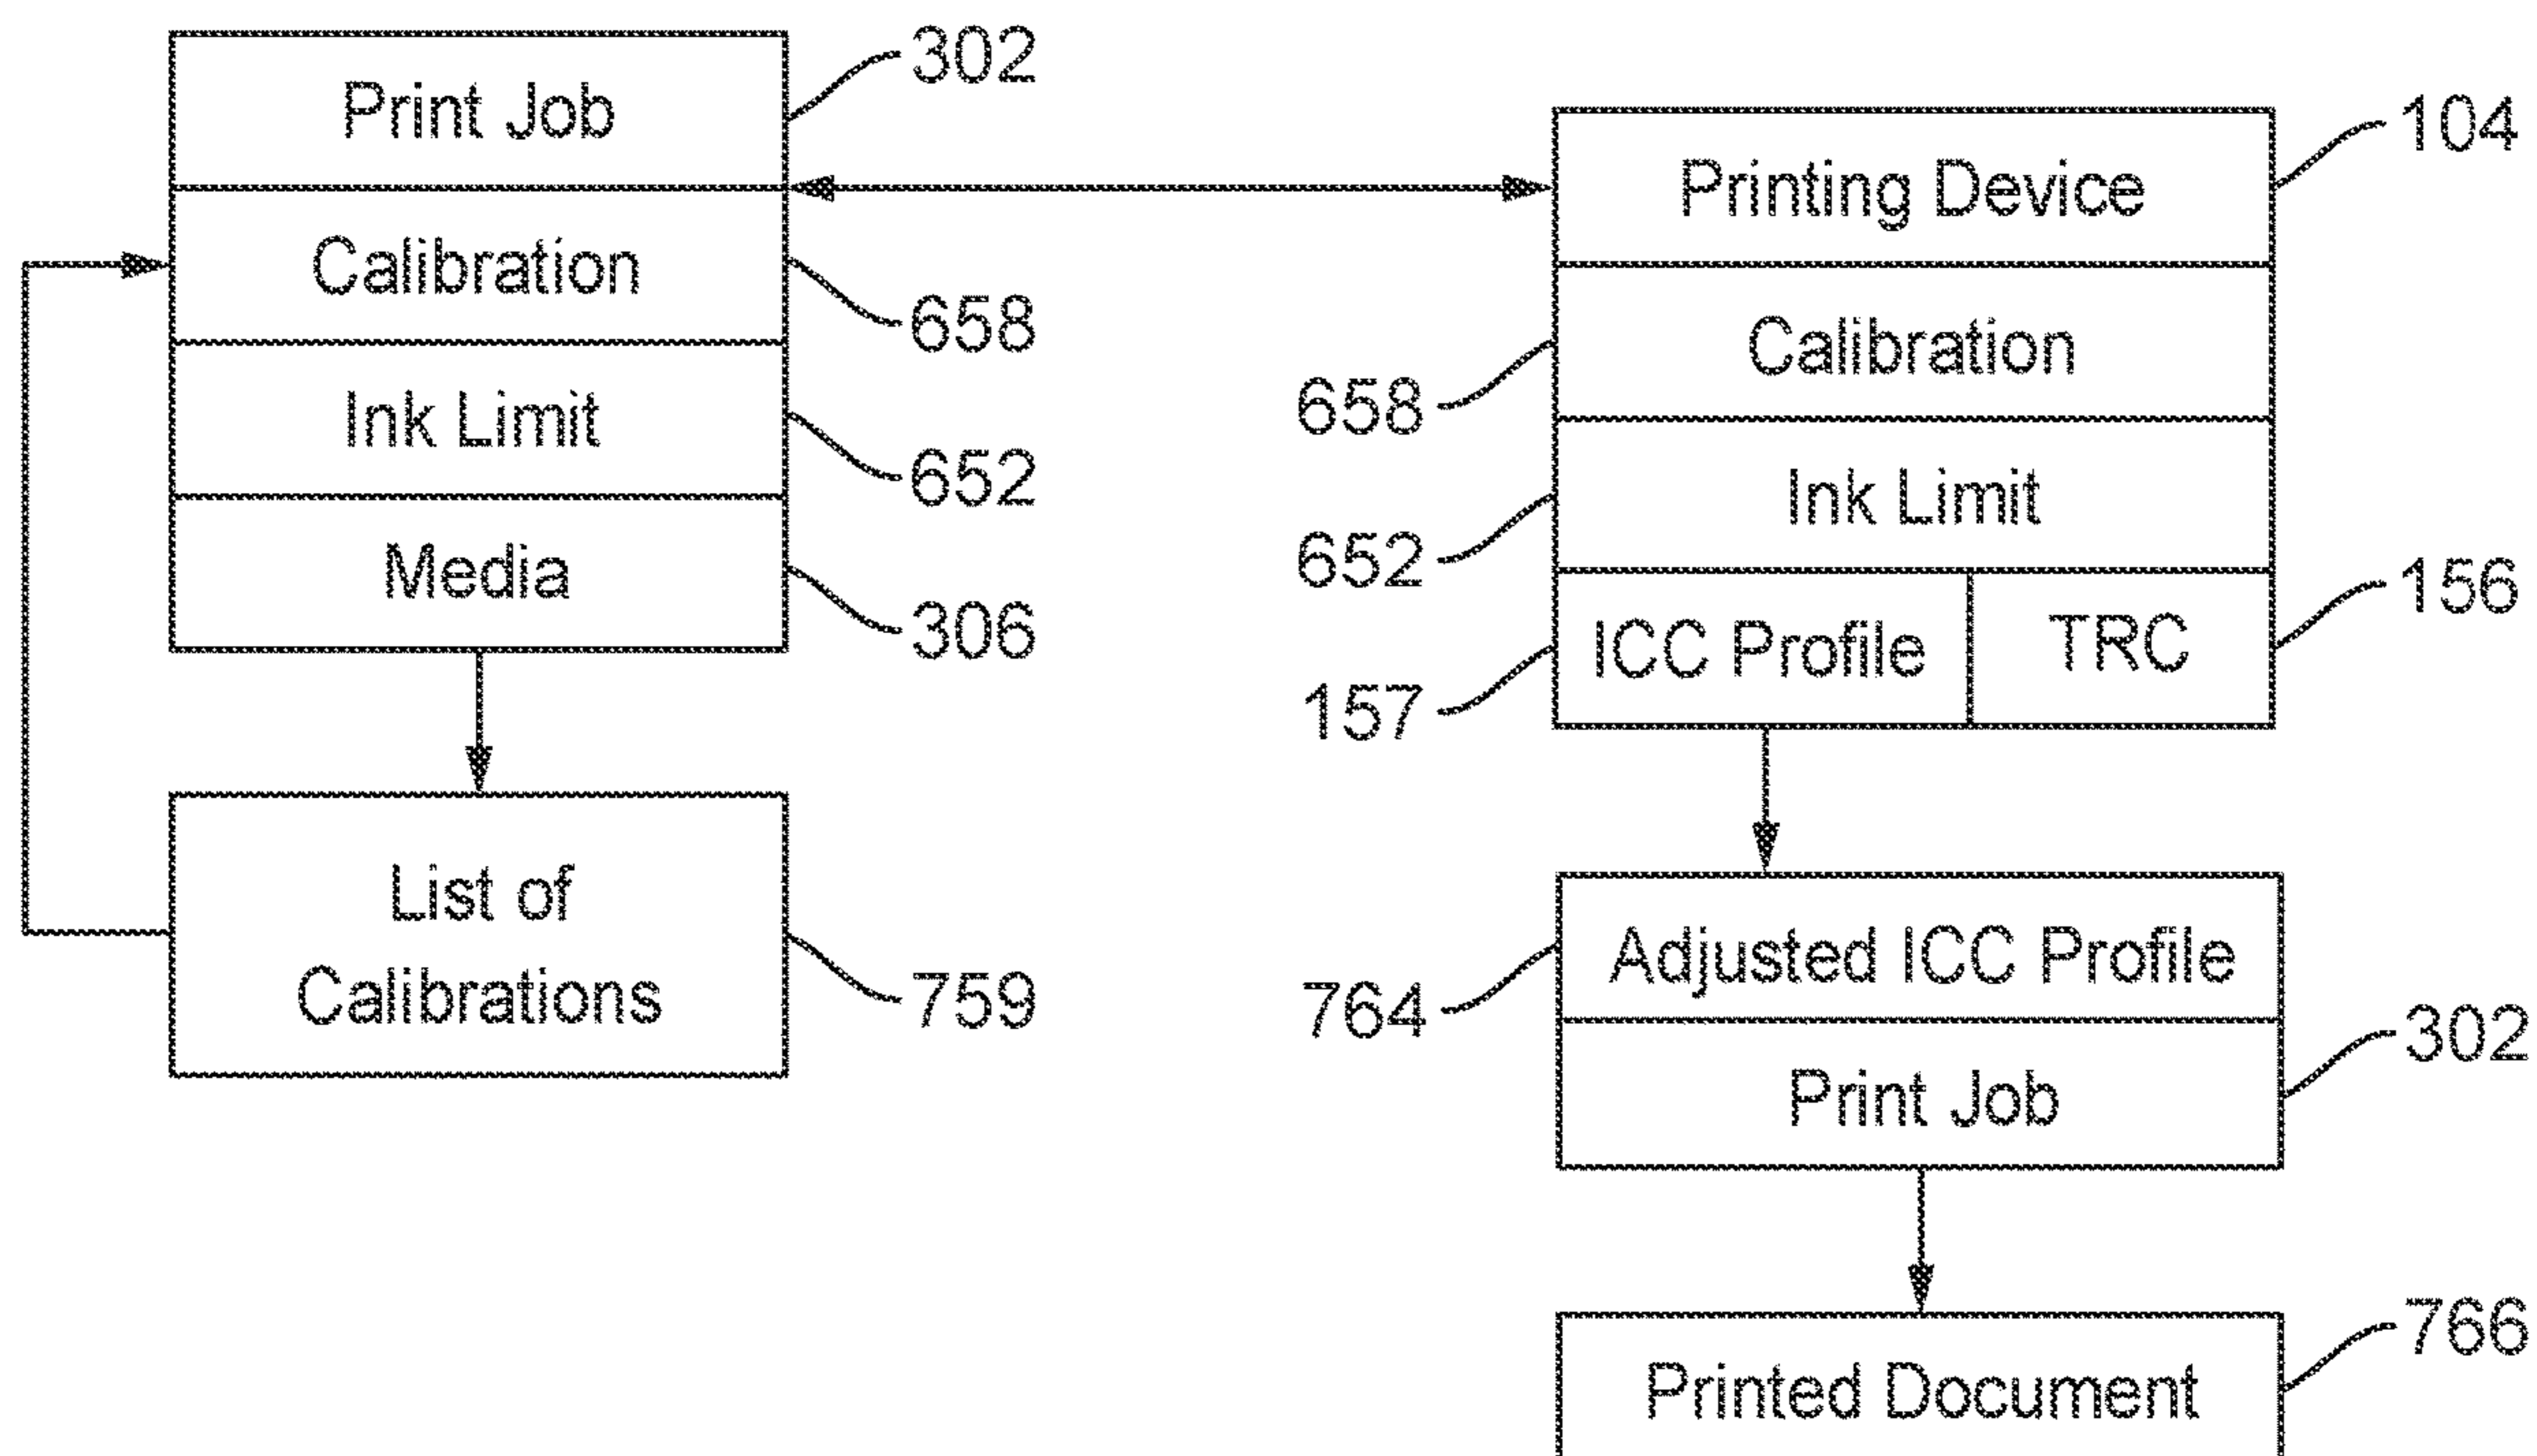 Print Job
302
Calibration
658
Ink Limit
652
Media
306
List of
Calibrations
759
Printing Device
104
Calibration
658
Ink Limit
652
ICC Profile
157
TRC
156
Adjusted ICC Profile
764
Print Job
302
Printed Document
766